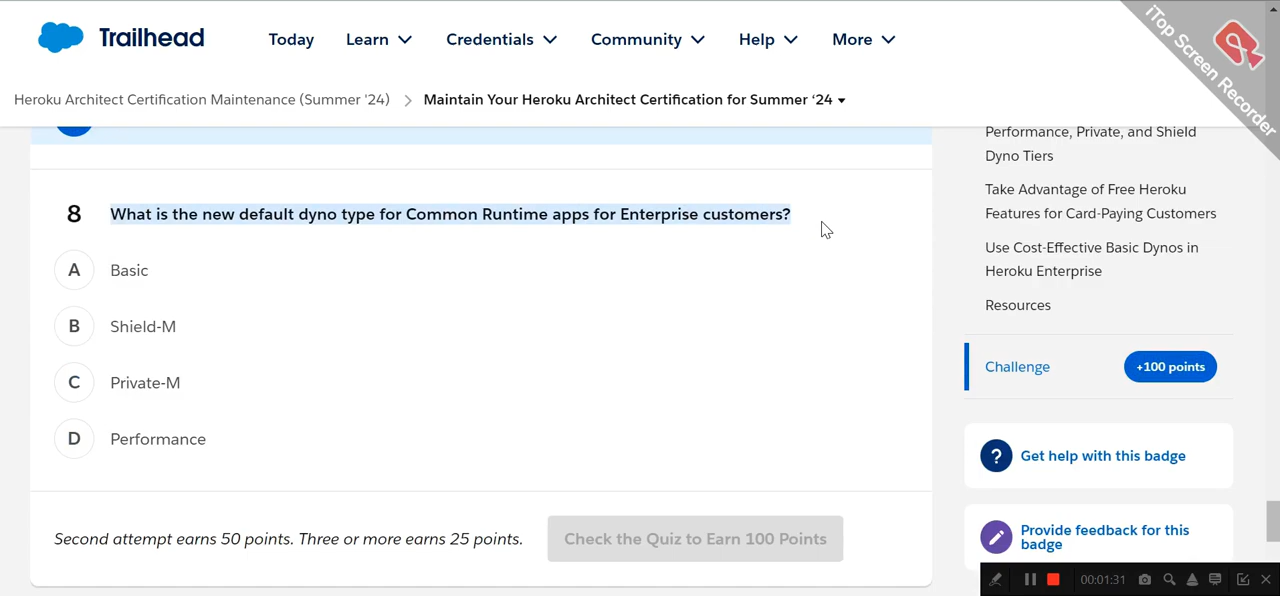 Trailhead
Today
Learn
Credentials
Community
Help
More
iTop Screen Recorder
Heroku Architect Certification Maintenance (Summer '24)
Maintain Your Heroku Architect Certification for Summer ‘24
8
What is the new default dyno type for Common Runtime apps for Enterprise customers?
A Basic
B Shield-M
C Private-M
D Performance
Second attempt earns 50 points. Three or more earns 25 points.
Check the Quiz to Earn 100 Points
Performance, Private, and Shield
Dyno Tiers
Take Advantage of Free Heroku
Features for Card-Paying Customers
Use Cost-Effective Basic Dynos in
Heroku Enterprise
Resources
Challenge
+100 points
? Get help with this badge
Provide feedback for this
badge
00:01:31